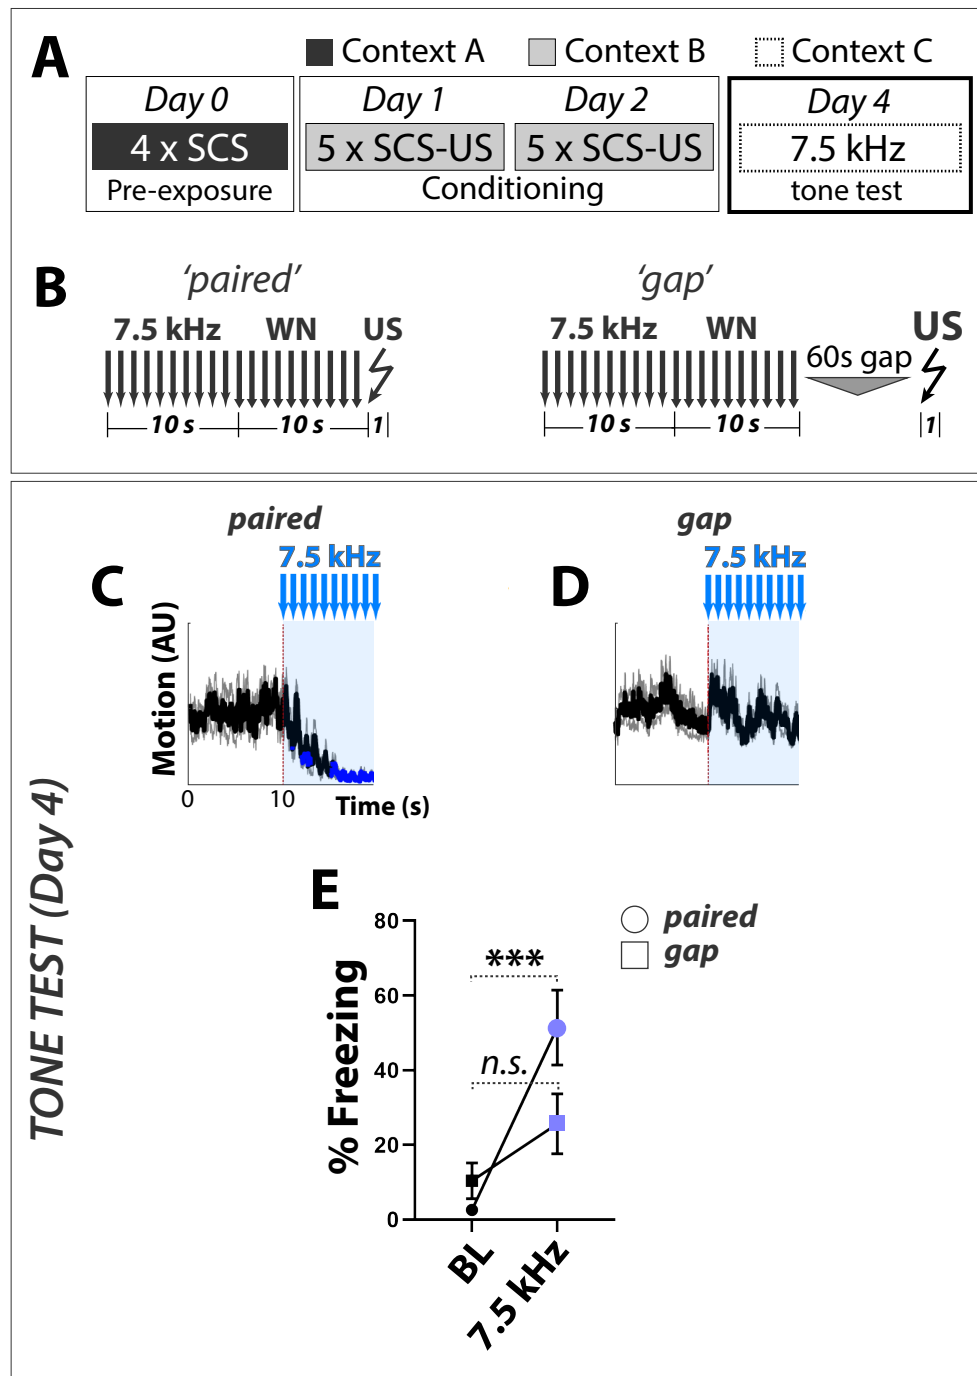 A
Context A
Context B
Context C
Day 0
Day 1
Day 2
Day 4
4 x SCS
5 x SCS-US
5 x SCS-US
7.5 kHz
Pre-exposure
Conditioning
tone test
B
'paired'
'gap'
7.5 kHz
WN
US
7.5 kHz
WN
60s gap
US
10 s
10 s
1
10 s
10 s
1
paired
gap
C
7.5 kHz
D
7.5 kHz
Motion (AU)
0
10
Time (s)
TONE TEST (Day 4)
E
paired
gap
% Freezing
80
60
40
20
0
***
n.s.
BL
7.5 kHz